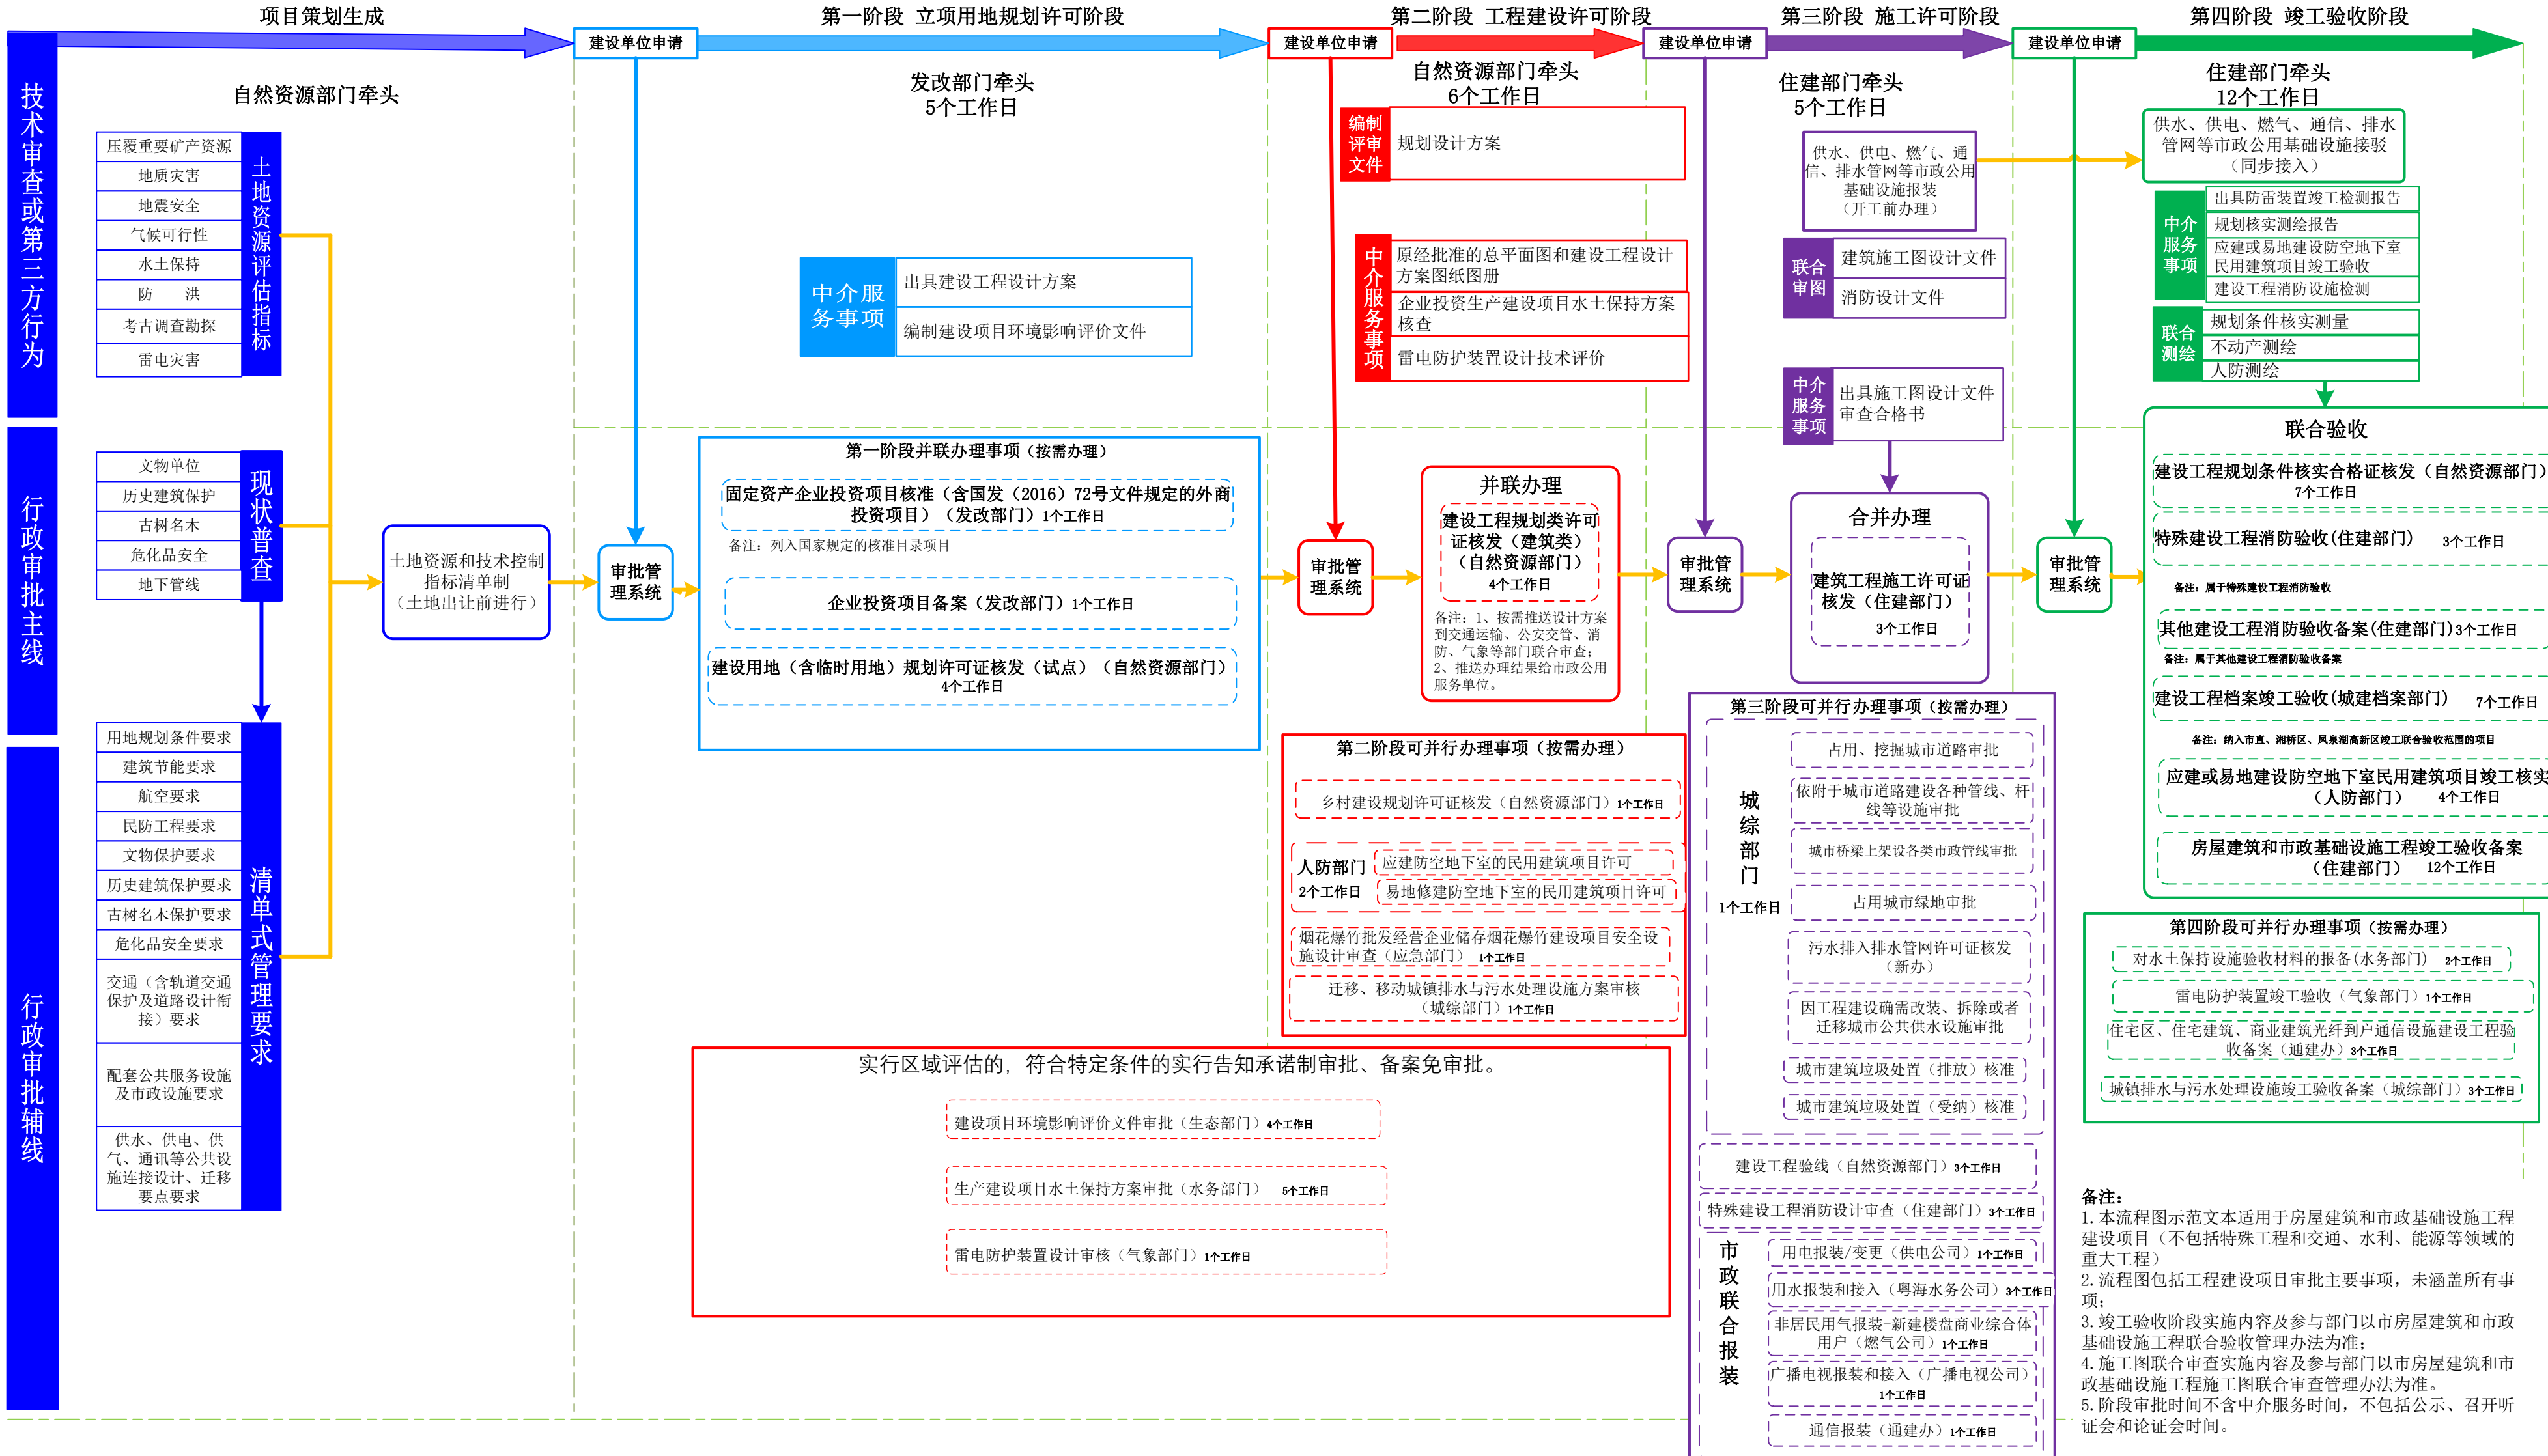 项目策划生成
第一阶段 立项用地规划许可阶段
第二阶段 工程建设许可阶段
第三阶段 施工许可阶段
第四阶段 竣工验收阶段
建设单位申请
建设单位申请
建设单位申请
建设单位申请
技术审查或第三方行为
行政审批主线
行政审批辅线
自然资源部门牵头
压覆重要矿产资源
地质灾害
地震安全
气候可行性
水土保持
防 洪
考古调查勘探
雷电灾害
土地资源评估指标
文物单位
历史建筑保护
古树名木
危化品安全
地下管线
现状普查
用地规划条件要求
建筑节能要求
航空要求
民防工程要求
文物保护要求
历史建筑保护要求
古树名木保护要求
危化品安全要求
交通（含轨道交通
保护及道路设计衔
接）要求
配套公共服务设施
及市政设施要求
供水、供电、供
气、通讯等公共设
施连接设计、迁移
要点要求
清单式管理要求
土地资源和技术控制
指标清单制
（土地出让前进行）
发改部门牵头
5个工作日
中介服
务事项
出具建设工程设计方案
编制建设项目环境影响评价文件
审批管
理系统
第一阶段并联办理事项（按需办理）
固定资产企业投资项目核准（含国发（2016）72号文件规定的外商
投资项目）（发改部门）1个工作日
备注：列入国家规定的核准目录项目
企业投资项目备案（发改部门）1个工作日
建设用地（含临时用地）规划许可证核发（试点）（自然资源部门）
4个工作日
自然资源部门牵头
6个工作日
编制
评审
文件
规划设计方案
中介服务事项
原经批准的总平面图和建设工程设计
方案图纸图册
企业投资生产建设项目水土保持方案
核查
雷电防护装置设计技术评价
审批管
理系统
并联办理
建设工程规划类许可
证核发（建筑类）
（自然资源部门）
4个工作日
备注：1、按需推送设计方案
到交通运输、公安交管、消
防、气象等部门联合审查；
2、推送办理结果给市政公用
服务单位。
第二阶段可并行办理事项（按需办理）
乡村建设规划许可证核发（自然资源部门）1个工作日
人防部门
2个工作日
应建防空地下室的民用建筑项目许可
易地修建防空地下室的民用建筑项目许可
烟花爆竹批发经营企业储存烟花爆竹建设项目安全设
施设计审查（应急部门） 1个工作日
迁移、移动城镇排水与污水处理设施方案审核
（城综部门）1个工作日
实行区域评估的，符合特定条件的实行告知承诺制审批、备案免审批。
建设项目环境影响评价文件审批（生态部门）4个工作日
生产建设项目水土保持方案审批（水务部门） 5个工作日
雷电防护装置设计审核（气象部门）1个工作日
住建部门牵头
5个工作日
供水、供电、燃气、通
信、排水管网等市政公用
基础设施报装
（开工前办理）
联合
审图
建筑施工图设计文件
消防设计文件
中介
服务
事项
出具施工图设计文件
审查合格书
审批管
理系统
合并办理
建筑工程施工许可证
核发（住建部门）
3个工作日
第三阶段可并行办理事项（按需办理）
城综部门
1个工作日
占用、挖掘城市道路审批
依附于城市道路建设各种管线、杆
线等设施审批
城市桥梁上架设各类市政管线审批
占用城市绿地审批
污水排入排水管网许可证核发
（新办）
因工程建设确需改装、拆除或者
迁移城市公共供水设施审批
城市建筑垃圾处置（排放）核准
城市建筑垃圾处置（受纳）核准
建设工程验线（自然资源部门）3个工作日
特殊建设工程消防设计审查（住建部门）3个工作日
市政联合报装
用电报装/变更（供电公司）1个工作日
用水报装和接入（粤海水务公司）3个工作日
非居民用气报装-新建楼盘商业综合体
用户（燃气公司）1个工作日
广播电视报装和接入（广播电视公司）
1个工作日
通信报装（通建办）1个工作日
住建部门牵头
12个工作日
供水、供电、燃气、通信、排水
管网等市政公用基础设施接驳
（同步接入）
中介
服务
事项
出具防雷装置竣工检测报告
规划核实测绘报告
应建或易地建设防空地下室
民用建筑项目竣工验收
建设工程消防设施检测
联合
测绘
规划条件核实测量
不动产测绘
人防测绘
审批管
理系统
联合验收
建设工程规划条件核实合格证核发（自然资源部门）
7个工作日
特殊建设工程消防验收(住建部门) 3个工作日
备注：属于特殊建设工程消防验收
其他建设工程消防验收备案(住建部门)3个工作日
备注：属于其他建设工程消防验收备案
建设工程档案竣工验收(城建档案部门) 7个工作日
备注：纳入市直、湘桥区、凤泉湖高新区竣工联合验收范围的项目
应建或易地建设防空地下室民用建筑项目竣工核实
（人防部门） 4个工作日
房屋建筑和市政基础设施工程竣工验收备案
（住建部门） 12个工作日
第四阶段可并行办理事项（按需办理）
对水土保持设施验收材料的报备(水务部门) 2个工作日
雷电防护装置竣工验收（气象部门）1个工作日
住宅区、住宅建筑、商业建筑光纤到户通信设施建设工程验
收备案（通建办）3个工作日
城镇排水与污水处理设施竣工验收备案（城综部门）3个工作日
备注：
1.本流程图示范文本适用于房屋建筑和市政基础设施工程
建设项目（不包括特殊工程和交通、水利、能源等领域的
重大工程）
2.流程图包括工程建设项目审批主要事项，未涵盖所有事
项；
3.竣工验收阶段实施内容及参与部门以市房屋建筑和市政
基础设施工程联合验收管理办法为准；
4.施工图联合审查实施内容及参与部门以市房屋建筑和市
政基础设施工程施工图联合审查管理办法为准。
5.阶段审批时间不含中介服务时间，不包括公示、召开听
证会和论证会时间。